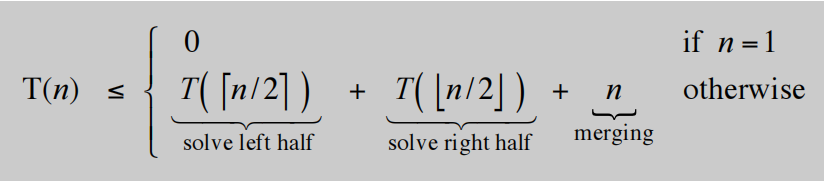 0 if n = 1
T(n) ≤ { T(⌈n/2⌉) + T(⌊n/2⌋) + n otherwise
solve left half solve right half merging